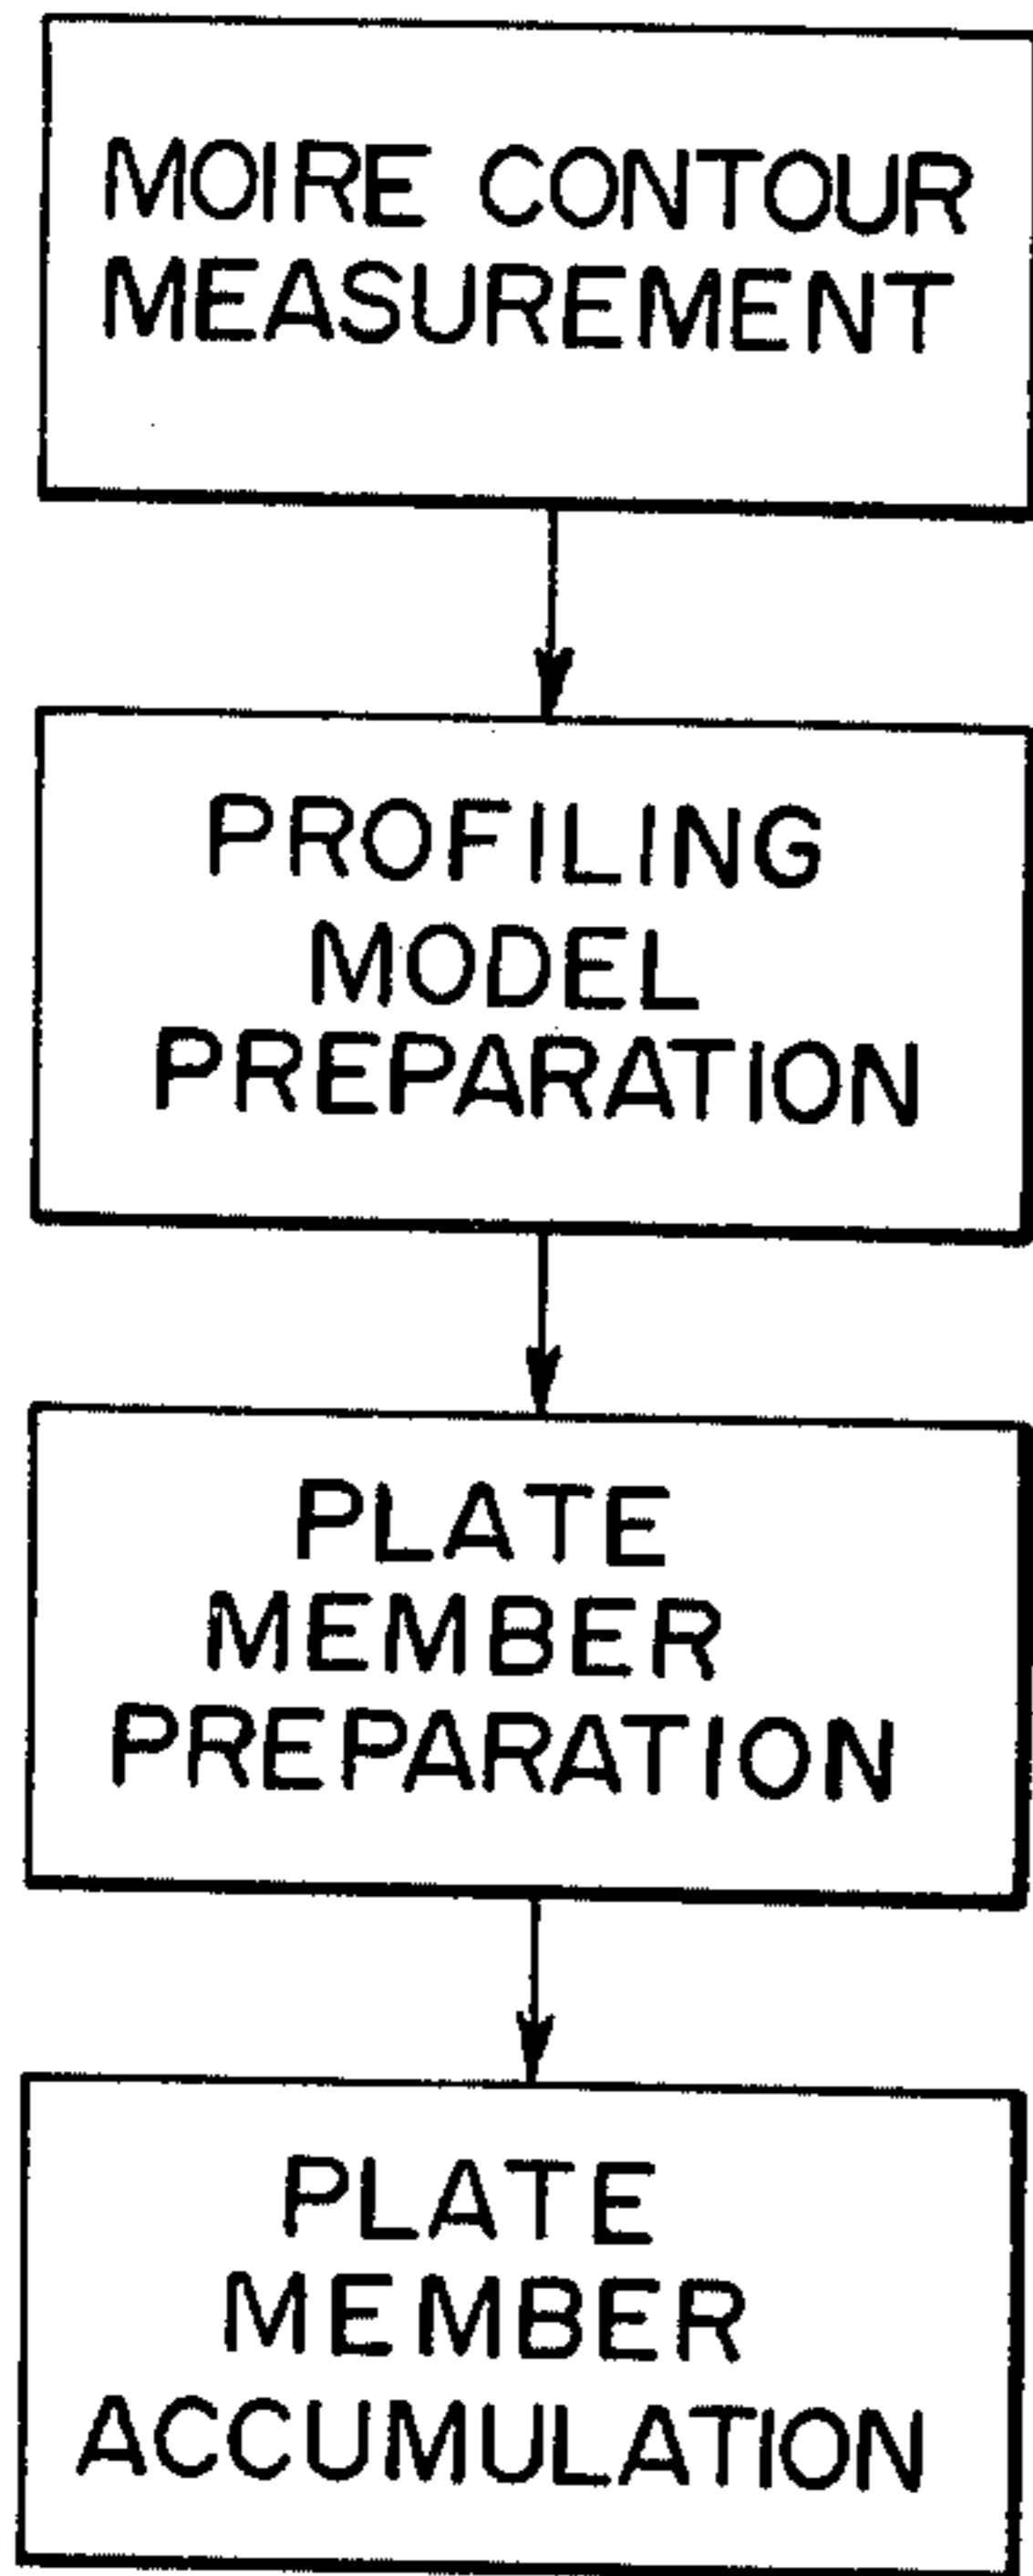 MOIRE CONTOUR
MEASUREMENT
PROFILING
MODEL
PREPARATION
PLATE
MEMBER
PREPARATION
PLATE
MEMBER
ACCUMULATION